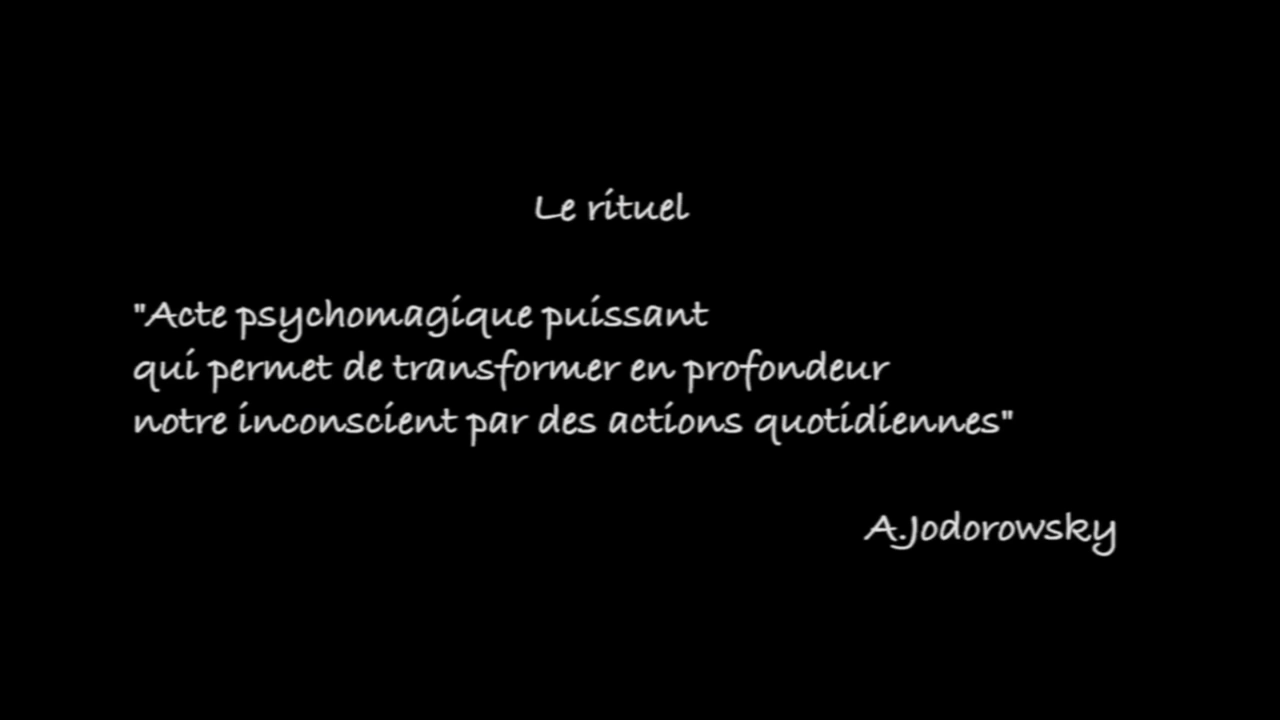 Le rituel
"Acte psychomagique puissant
qui permet de transformer en profondeur
notre inconscient par des actions quotidiennes"
A.Jodorowsky